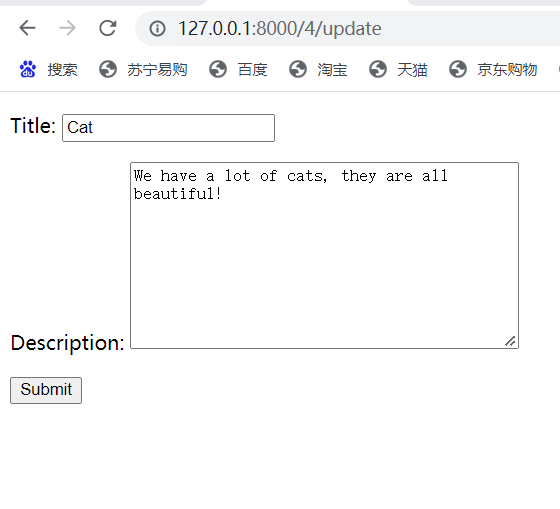 127.0.0.1:8000/4/update
搜索 苏宁易购 百度 淘宝 天猫 京东购物
Title: Cat
We have a lot of cats, they are all
beautiful!
Description:
Submit